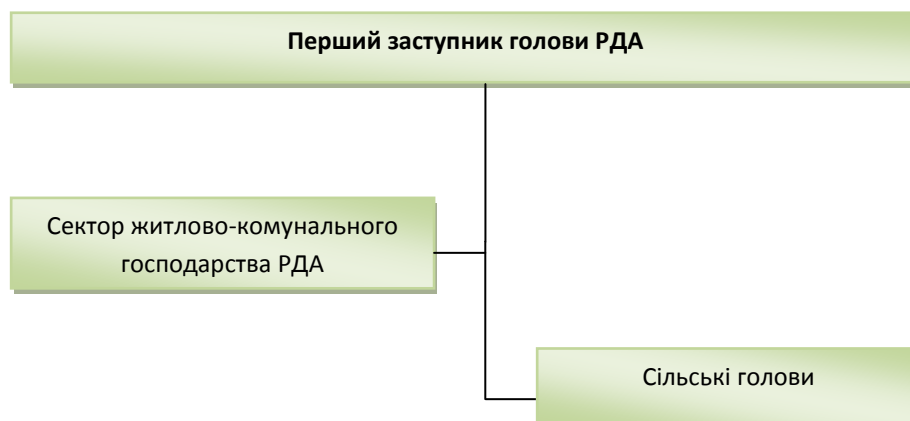 Перший заступник голови РДА
Сектор житлово-комунального
господарства РДА
Сільські голови